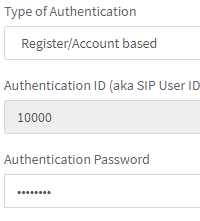 Type of Authentication
Register/Account based
Authentication ID (aka SIP User ID
10000
Authentication Password
••••••••